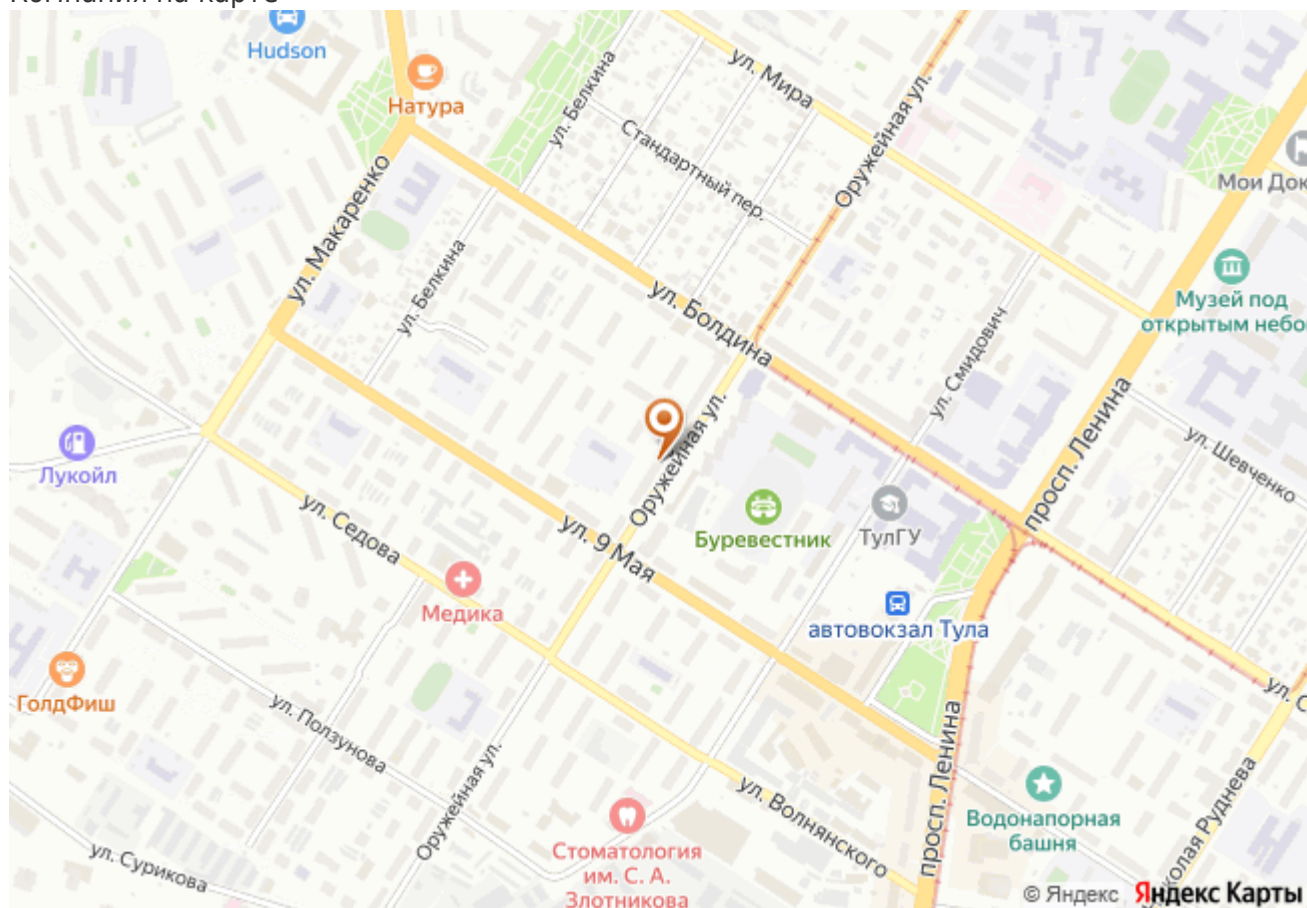 Hudson
Натура
ул. Мира
ул. Белкина
Стандартный пер.
Оружейная ул.
Мои Док
ул. Макаренко
ул. Белкина
Музей под
открытым небо
ул. Болдина
ул. Смидович
просп. Ленина
ул. Шевченко
Лукойл
Оружейная ул.
ул. Седова
ул. 9 Мая
Буревестник
ТулГУ
Медика
автовокзал Тула
ГолдФиш
ул. Ползунова
ул. С
просп. Ленина
Оружейная ул.
ул. Волнянского
Водонапорная
башня
ул. Сурикова
Стоматология
им. С. А.
Злотникова
© Яндекс Яндекс Карты